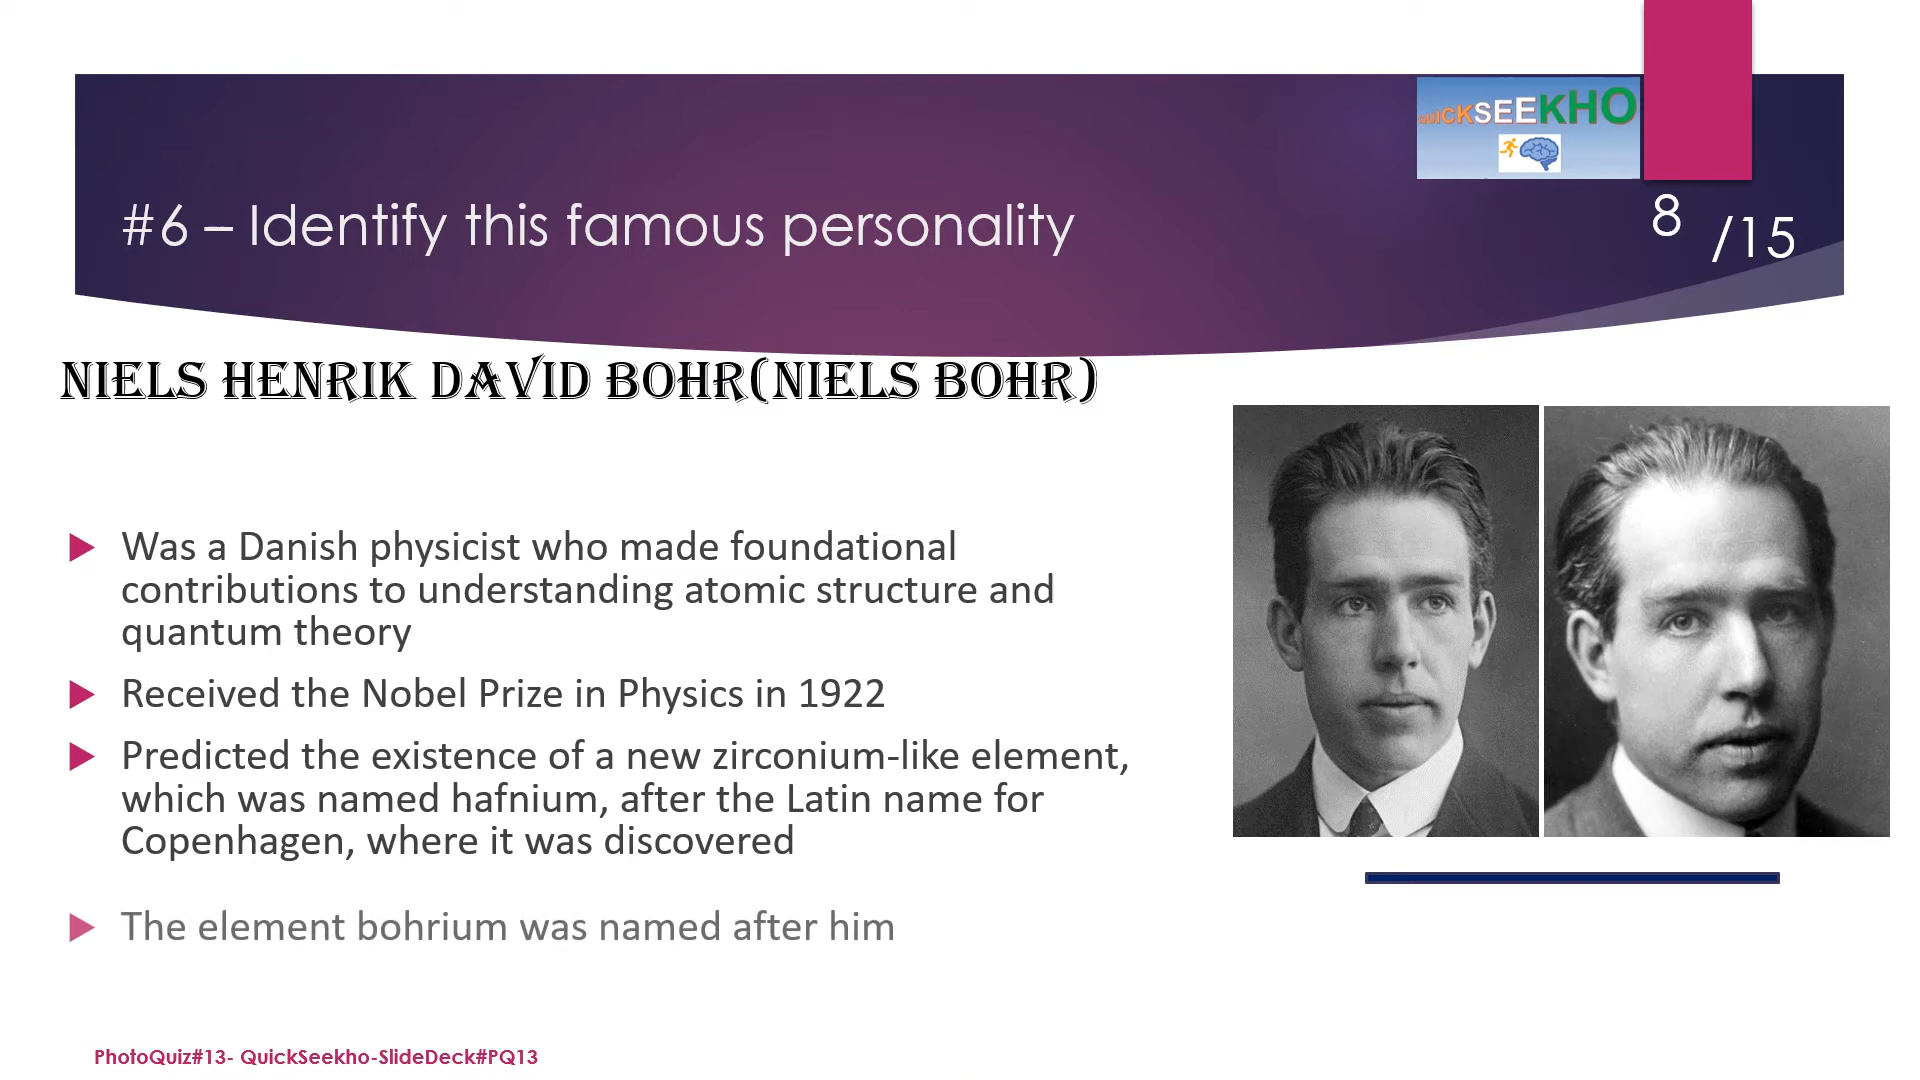 QUICKSEEKHO
#6 – Identify this famous personality
8 /15
NIELS HENRIK DAVID BOHR(NIELS BOHR)
Was a Danish physicist who made foundational
contributions to understanding atomic structure and
quantum theory
Received the Nobel Prize in Physics in 1922
Predicted the existence of a new zirconium-like element,
which was named hafnium, after the Latin name for
Copenhagen, where it was discovered
The element bohrium was named after him
PhotoQuiz#13- QuickSeekho-SlideDeck#PQ13